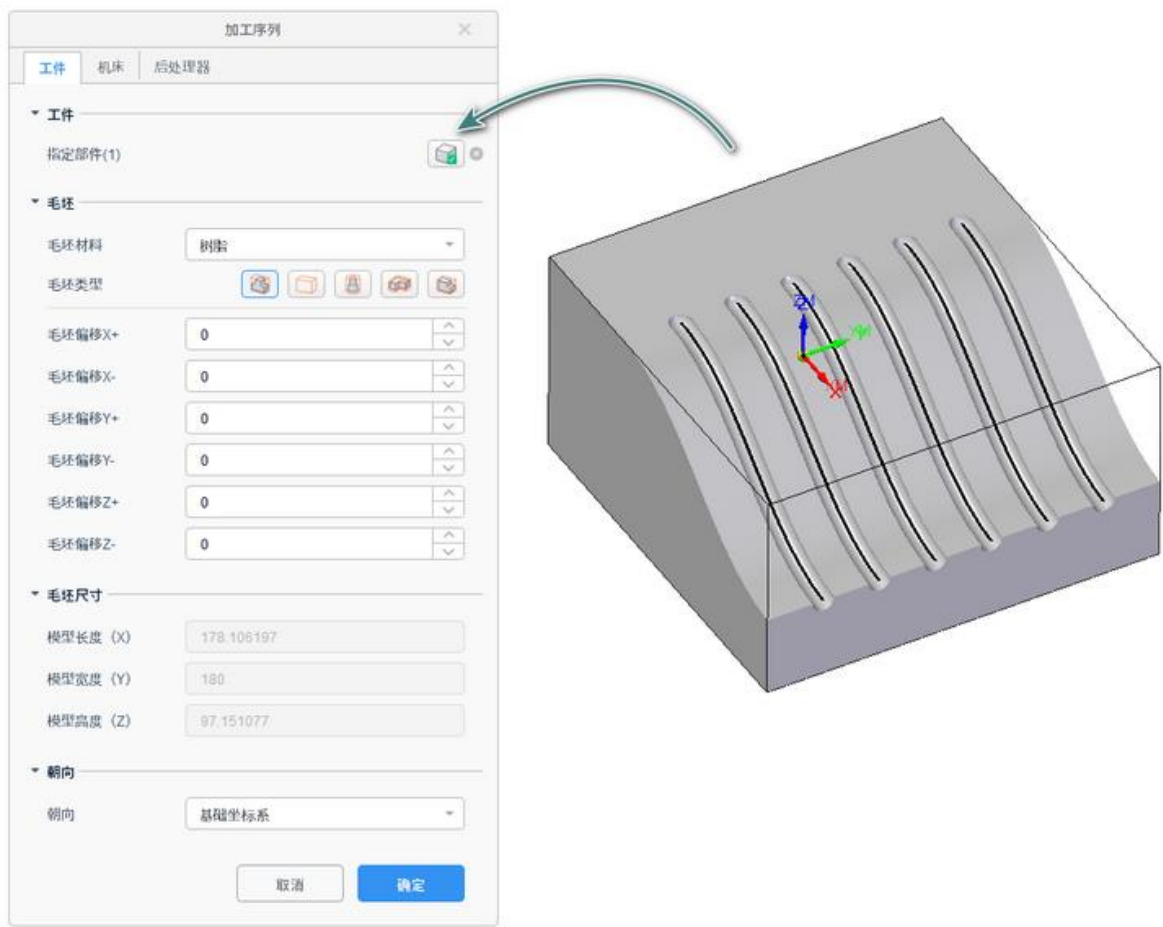 加工序列
工件 机床 后处理器
工件
指定部件(1)
毛坯
毛坯材料 树脂
毛坯类型
毛坯偏移X+ 0
毛坯偏移X- 0
毛坯偏移Y+ 0
毛坯偏移Y- 0
毛坯偏移Z+ 0
毛坯偏移Z- 0
毛坯尺寸
模型长度（X） 178.106197
模型宽度（Y） 180
模型高度（Z） 97.151077
朝向
朝向 基础坐标系
取消 确定